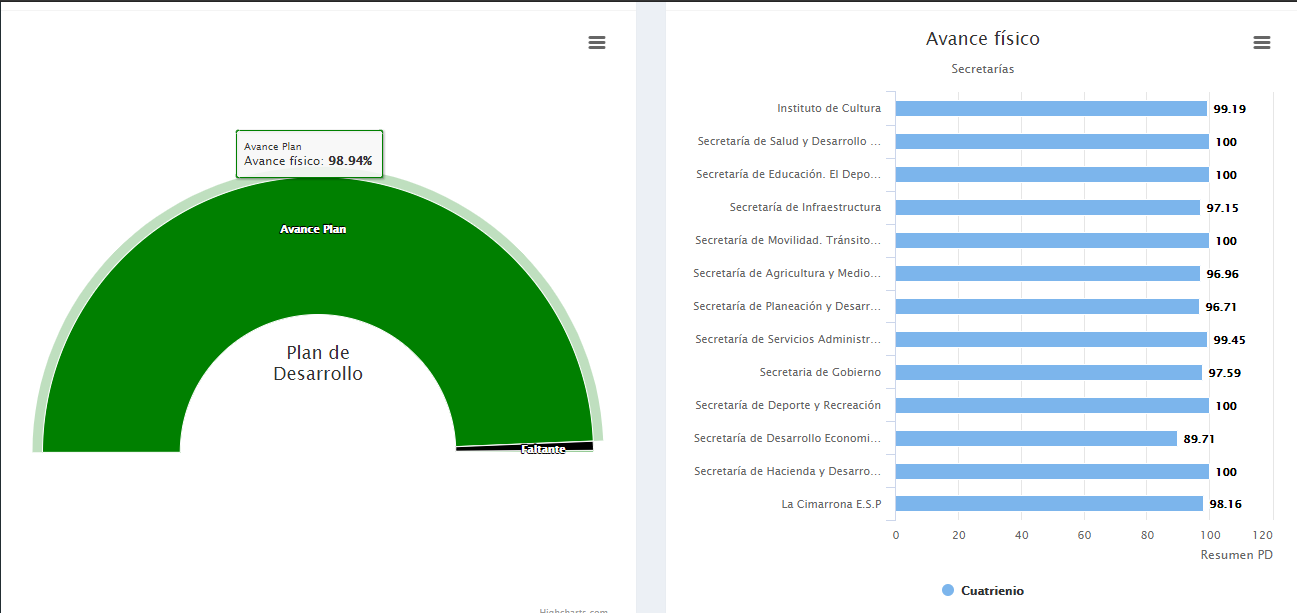 Avance Plan
Avance físico: 98.94%
Avance Plan
Plan de
Desarrollo
Faltante
Highcharts.com
Avance físico
Secretarías
Instituto de Cultura 99.19
Secretaría de Salud y Desarrollo ... 100
Secretaría de Educación. El Depo... 100
Secretaría de Infraestructura 97.15
Secretaría de Movilidad. Tránsito... 100
Secretaría de Agricultura y Medio... 96.96
Secretaría de Planeación y Desarr... 96.71
Secretaría de Servicios Administr... 99.45
Secretaria de Gobierno 97.59
Secretaría de Deporte y Recreación 100
Secretaría de Desarrollo Economi... 89.71
Secretaría de Hacienda y Desarro... 100
La Cimarrona E.S.P 98.16
0 20 40 60 80 100 120
Resumen PD
Cuatrienio